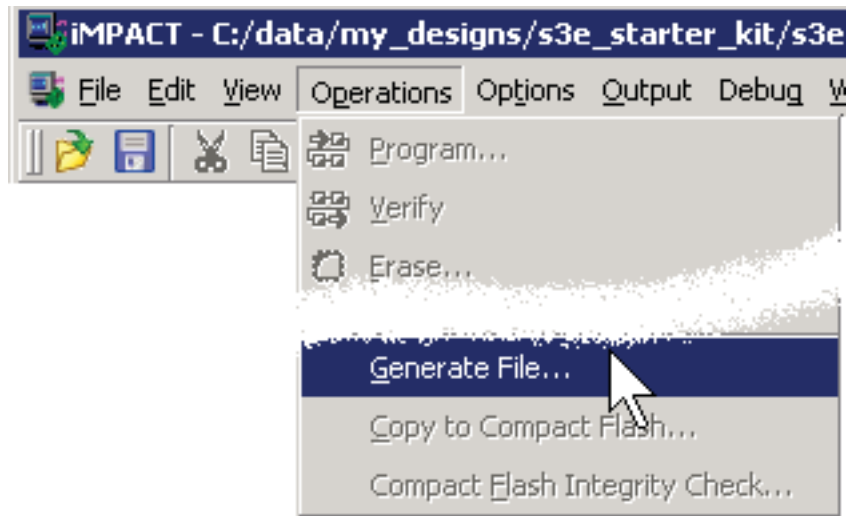 iMPACT - C:/data/my_designs/s3e_starter_kit/s3e
File Edit View Operations Options Output Debug W
Program...
Verify
Erase...
Generate File...
Copy to Compact Flash...
Compact Flash Integrity Check...